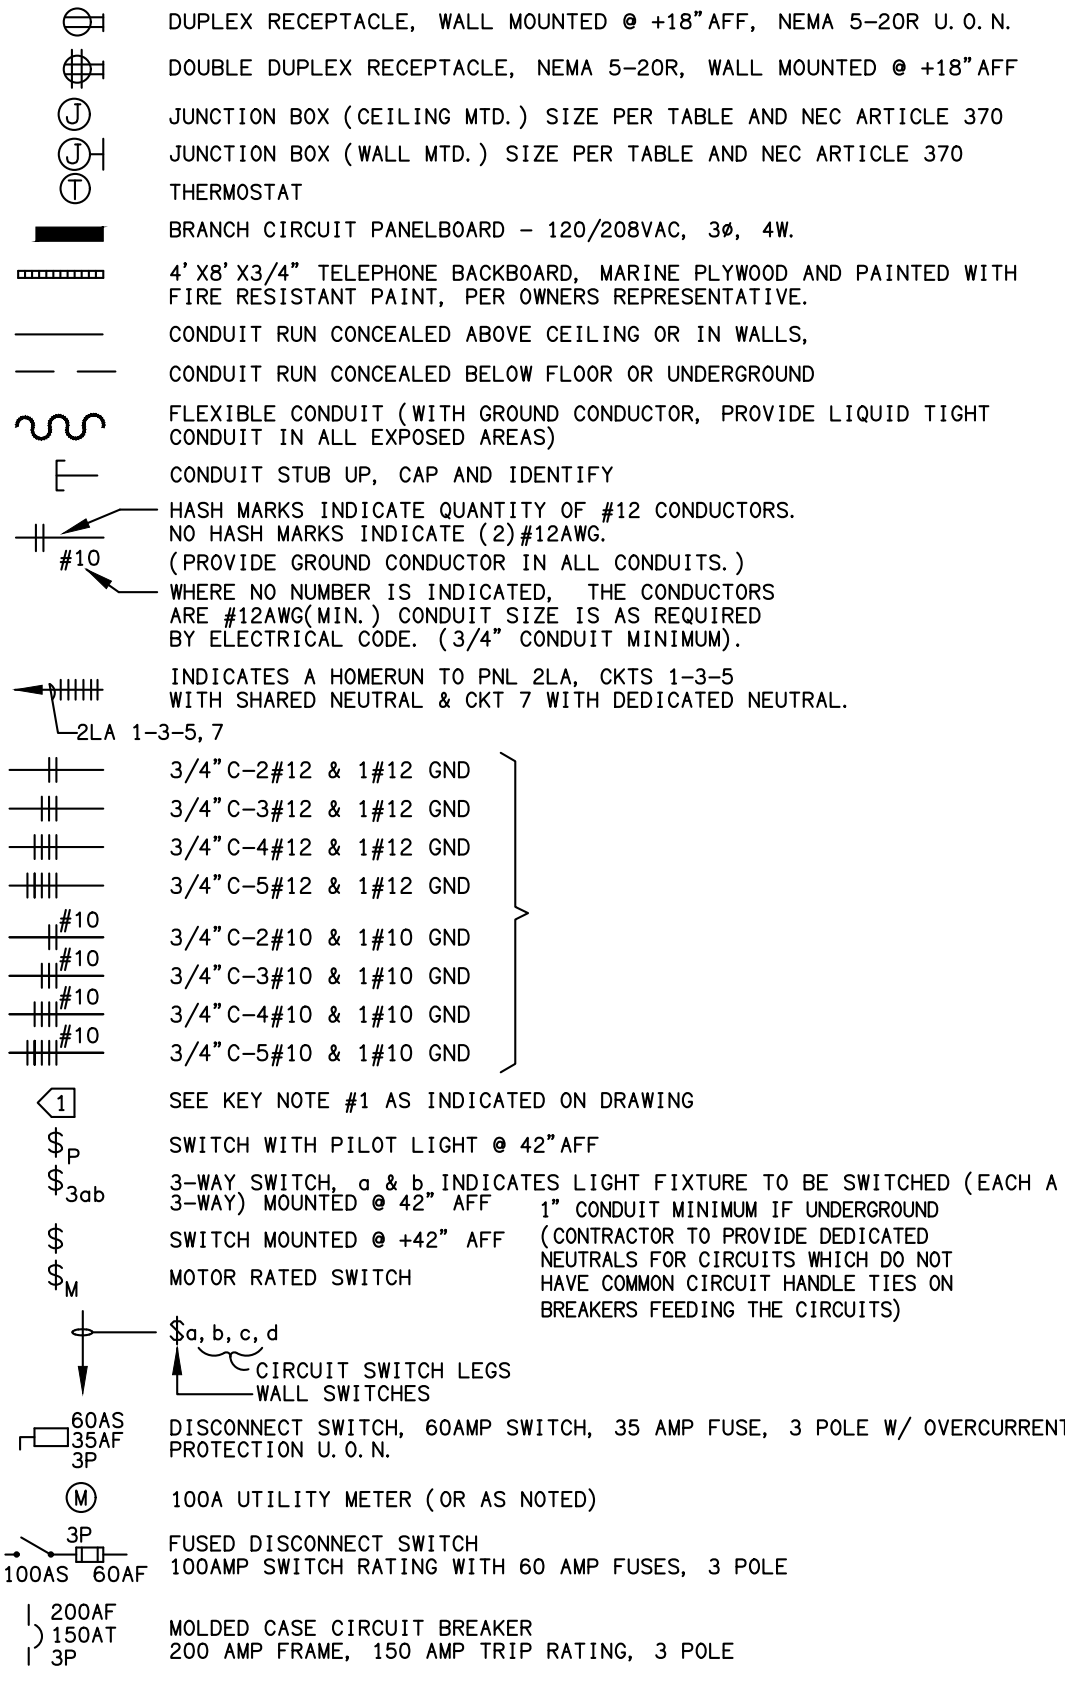 DUPLEX RECEPTACLE, WALL MOUNTED @ +18"AFF, NEMA 5-20R U.O.N.
DOUBLE DUPLEX RECEPTACLE, NEMA 5-20R, WALL MOUNTED @ +18"AFF
J JUNCTION BOX (CEILING MTD.) SIZE PER TABLE AND NEC ARTICLE 370
J JUNCTION BOX (WALL MTD.) SIZE PER TABLE AND NEC ARTICLE 370
T THERMOSTAT
BRANCH CIRCUIT PANELBOARD - 120/208VAC, 3ø, 4W.
4'X8'X3/4" TELEPHONE BACKBOARD, MARINE PLYWOOD AND PAINTED WITH
FIRE RESISTANT PAINT, PER OWNERS REPRESENTATIVE.
CONDUIT RUN CONCEALED ABOVE CEILING OR IN WALLS,
CONDUIT RUN CONCEALED BELOW FLOOR OR UNDERGROUND
FLEXIBLE CONDUIT (WITH GROUND CONDUCTOR, PROVIDE LIQUID TIGHT
CONDUIT IN ALL EXPOSED AREAS)
CONDUIT STUB UP, CAP AND IDENTIFY
HASH MARKS INDICATE QUANTITY OF #12 CONDUCTORS.
NO HASH MARKS INDICATE (2)#12AWG.
#10 (PROVIDE GROUND CONDUCTOR IN ALL CONDUITS.)
WHERE NO NUMBER IS INDICATED, THE CONDUCTORS
ARE #12AWG(MIN.) CONDUIT SIZE IS AS REQUIRED
BY ELECTRICAL CODE. (3/4" CONDUIT MINIMUM).
INDICATES A HOMERUN TO PNL 2LA, CKTS 1-3-5
WITH SHARED NEUTRAL & CKT 7 WITH DEDICATED NEUTRAL.
2LA 1-3-5,7
3/4"C-2#12 & 1#12 GND
3/4"C-3#12 & 1#12 GND
3/4"C-4#12 & 1#12 GND
3/4"C-5#12 & 1#12 GND
#10 3/4"C-2#10 & 1#10 GND
#10 3/4"C-3#10 & 1#10 GND
#10 3/4"C-4#10 & 1#10 GND
#10 3/4"C-5#10 & 1#10 GND
1 SEE KEY NOTE #1 AS INDICATED ON DRAWING
$P SWITCH WITH PILOT LIGHT @ 42"AFF
$3ab 3-WAY SWITCH, a & b INDICATES LIGHT FIXTURE TO BE SWITCHED (EACH A
3-WAY) MOUNTED @ 42" AFF
$ SWITCH MOUNTED @ +42" AFF
$M MOTOR RATED SWITCH
1" CONDUIT MINIMUM IF UNDERGROUND
(CONTRACTOR TO PROVIDE DEDICATED
NEUTRALS FOR CIRCUITS WHICH DO NOT
HAVE COMMON CIRCUIT HANDLE TIES ON
BREAKERS FEEDING THE CIRCUITS)
$a, b, c, d
CIRCUIT SWITCH LEGS
WALL SWITCHES
60AS
35AF
3P
DISCONNECT SWITCH, 60AMP SWITCH, 35 AMP FUSE, 3 POLE W/ OVERCURRENT
PROTECTION U.O.N.
M 100A UTILITY METER (OR AS NOTED)
3P
100AS 60AF
FUSED DISCONNECT SWITCH
100AMP SWITCH RATING WITH 60 AMP FUSES, 3 POLE
200AF
150AT
3P
MOLDED CASE CIRCUIT BREAKER
200 AMP FRAME, 150 AMP TRIP RATING, 3 POLE